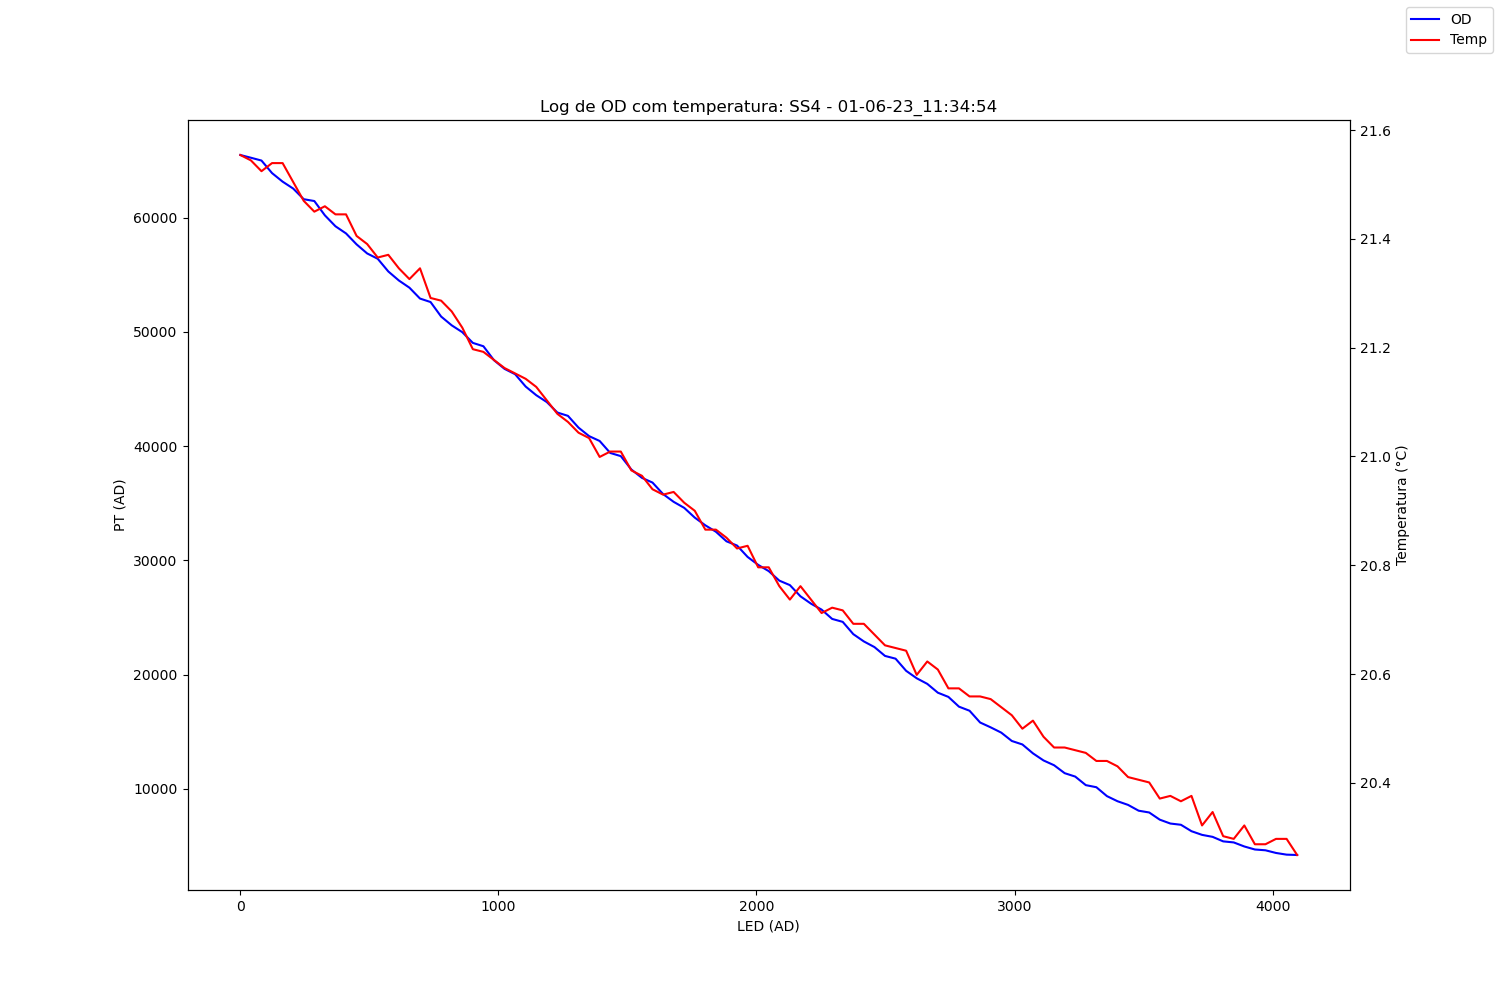 OD
Temp
Log de OD com temperatura: SS4 - 01-06-23_11:34:54
60000
50000
40000
30000
20000
10000
PT (AD)
21.6
21.4
21.2
21.0
20.8
20.6
20.4
Temperatura (°C)
0 1000 2000 3000 4000
LED (AD)